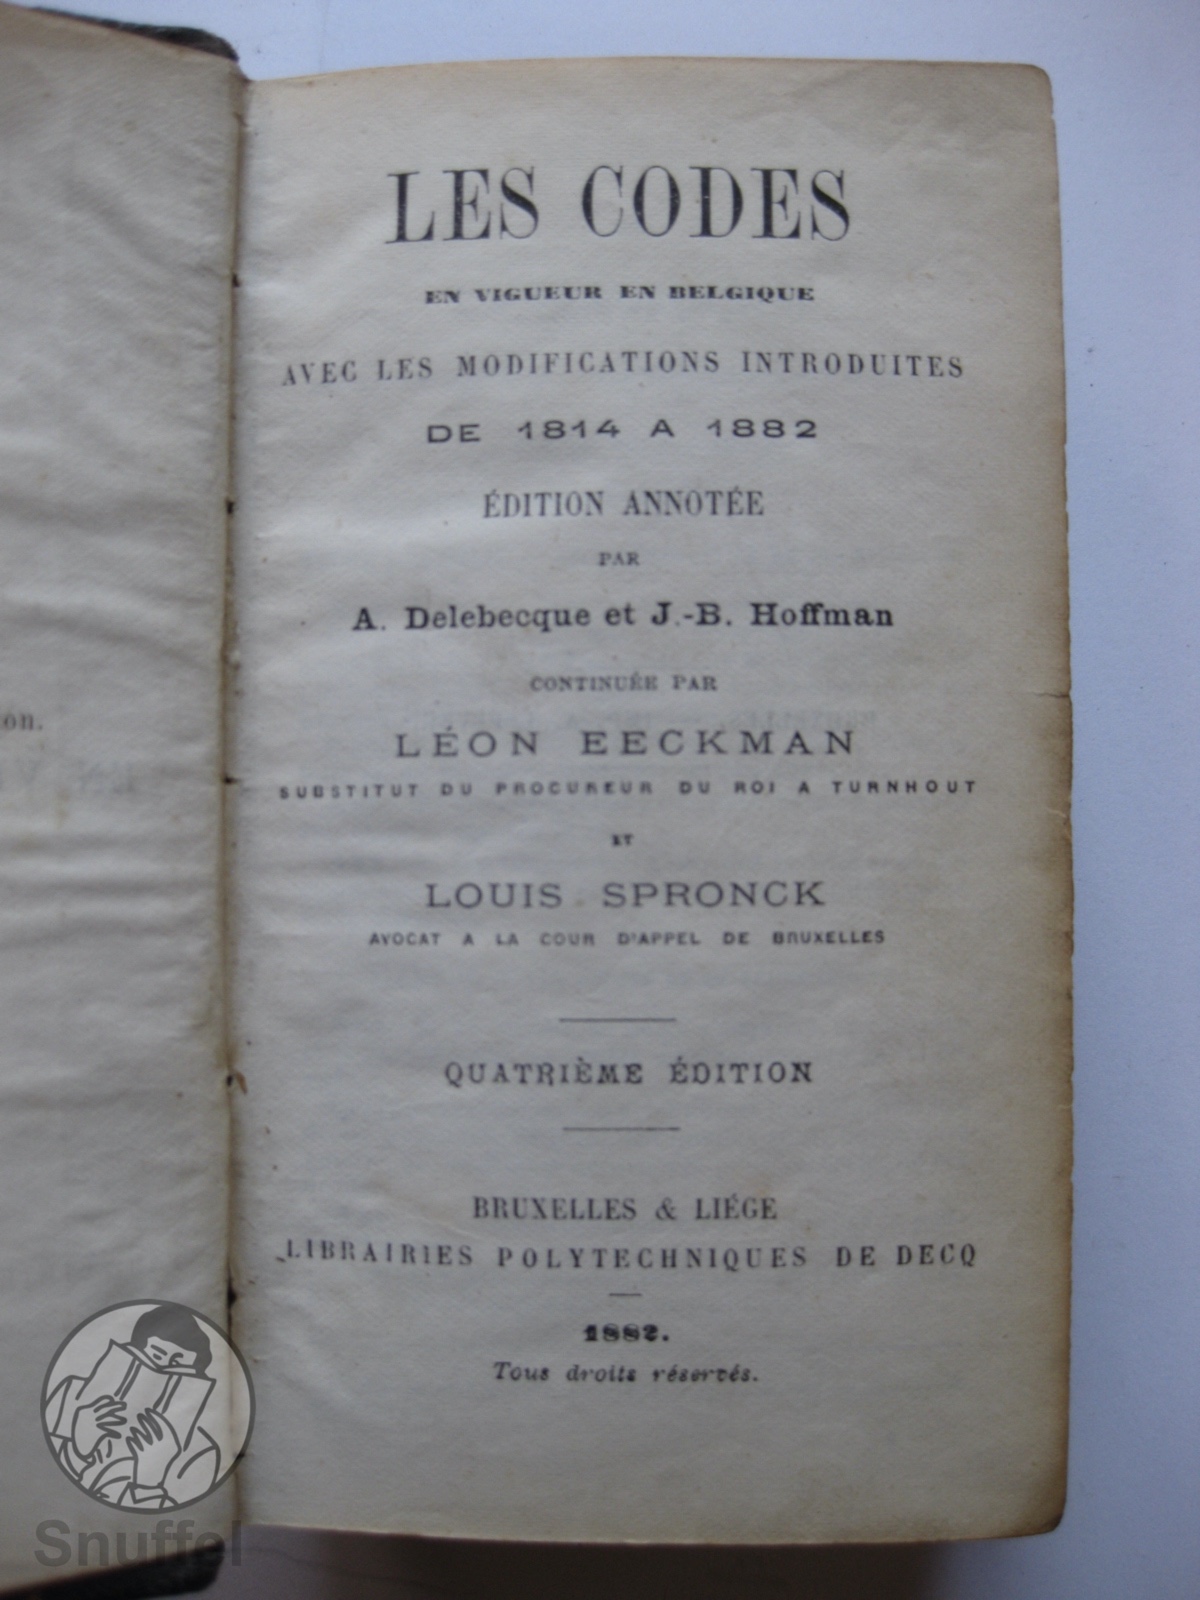 LES CODES
EN VIGUEUR EN BELGIQUE
AVEC LES MODIFICATIONS INTRODUITES
DE 1814 A 1882
ÉDITION ANNOTÉE
PAR
A. Delebecque et J.-B. Hoffman
CONTINUÉE PAR
LÉON EECKMAN
SUBSTITUT DU PROCUREUR DU ROI A TURNHOUT
ET
LOUIS SPRONCK
AVOCAT A LA COUR D'APPEL DE BRUXELLES
QUATRIÈME ÉDITION
BRUXELLES & LIÉGE
LIBRAIRIES POLYTECHNIQUES DE DECQ
1882.
Tous droits réservés.
Snuffel